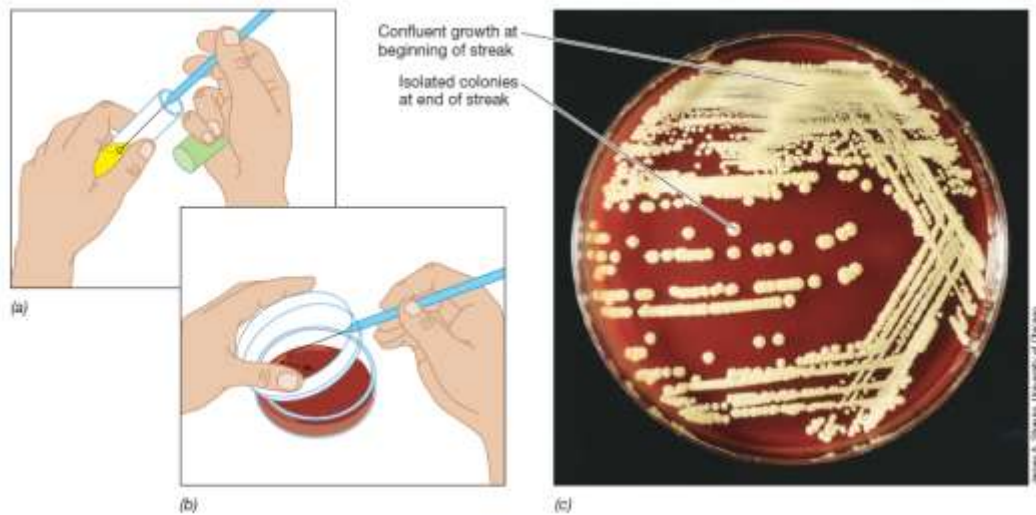 Confluent growth at
beginning of streak
Isolated colonies
at end of streak
(a)
(b)
(c)